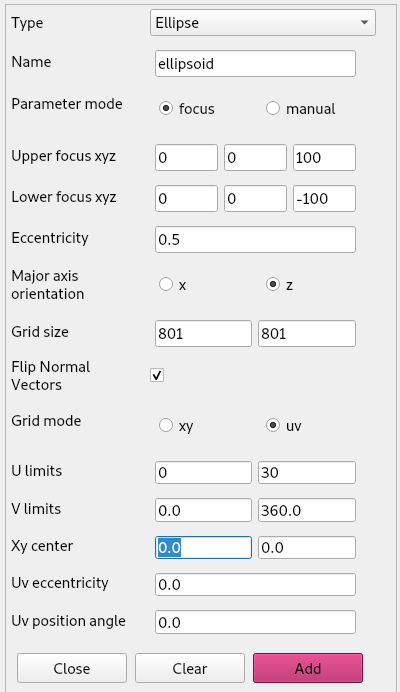 Type Ellipse
Name ellipsoid
Parameter mode focus manual
Upper focus xyz 0 0 100
Lower focus xyz 0 0 -100
Eccentricity 0.5
Major axis
orientation x z
Grid size 801 801
Flip Normal
Vectors
Grid mode xy uv
U limits 0 30
V limits 0.0 360.0
Xy center 0.0 0.0
Uv eccentricity 0.0
Uv position angle 0.0
Close Clear Add